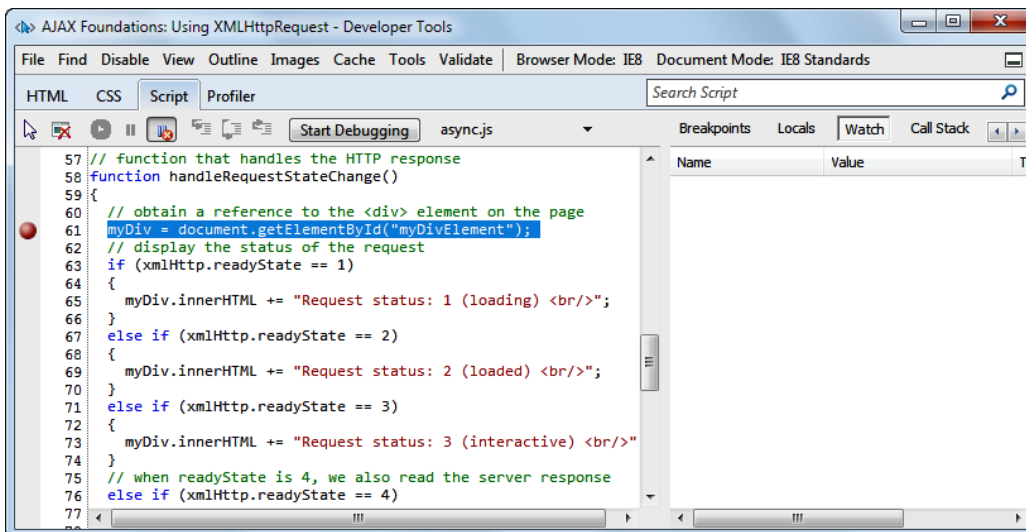 AJAX Foundations: Using XMLHttpRequest - Developer Tools
File Find Disable View Outline Images Cache Tools Validate Browser Mode: IE8 Document Mode: IE8 Standards
HTML CSS Script Profiler Search Script
Start Debugging async.js Breakpoints Locals Watch Call Stack
Name Value T
57 // function that handles the HTTP response
58 function handleRequestStateChange()
59 {
60 // obtain a reference to the <div> element on the page
61 myDiv = document.getElementById("myDivElement");
62 // display the status of the request
63 if (xmlHttp.readyState == 1)
64 {
65 myDiv.innerHTML += "Request status: 1 (loading) <br/>";
66 }
67 else if (xmlHttp.readyState == 2)
68 {
69 myDiv.innerHTML += "Request status: 2 (loaded) <br/>";
70 }
71 else if (xmlHttp.readyState == 3)
72 {
73 myDiv.innerHTML += "Request status: 3 (interactive) <br/>"
74 }
75 // when readyState is 4, we also read the server response
76 else if (xmlHttp.readyState == 4)
77